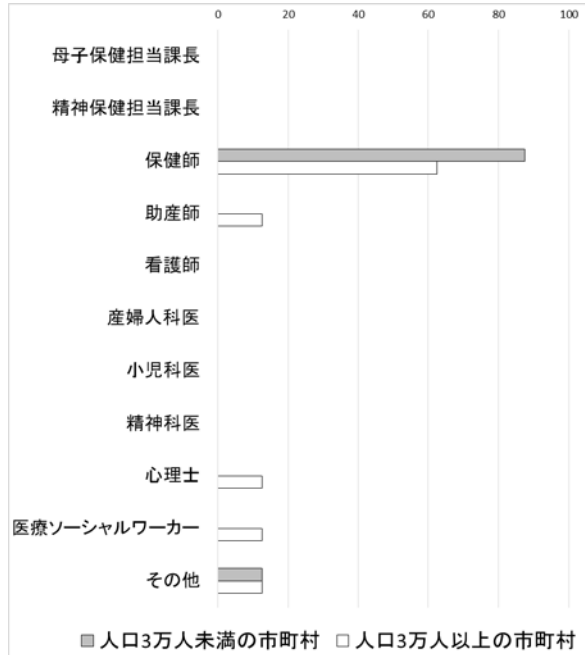 0 20 40 60 80 100
母子保健担当課長
精神保健担当課長
保健師
助産師
看護師
産婦人科医
小児科医
精神科医
心理士
医療ソーシャルワーカー
その他
人口3万人未満の市町村 人口3万人以上の市町村